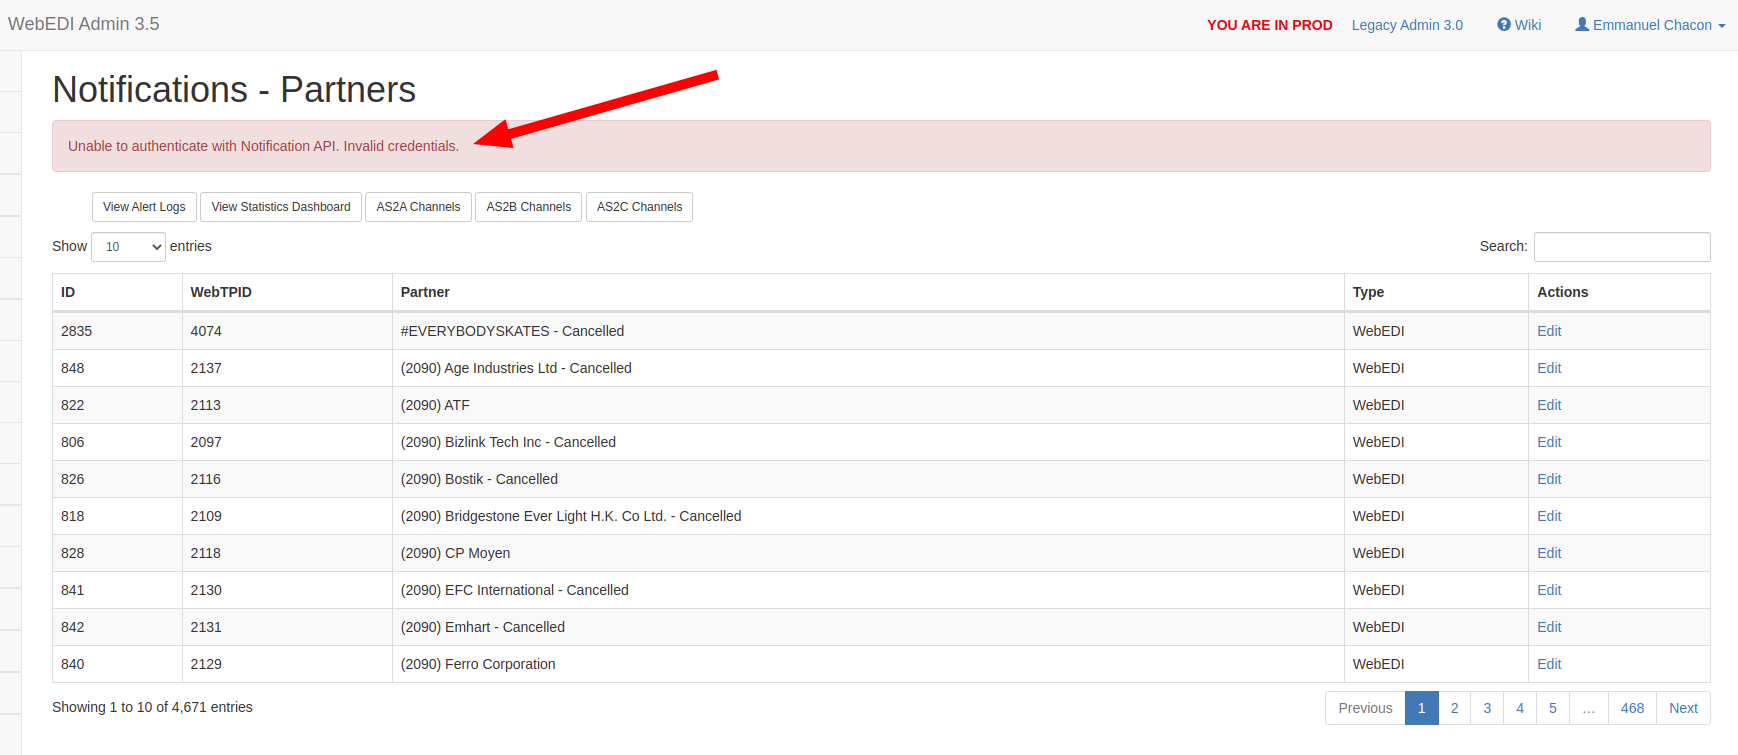 WebEDI Admin 3.5 YOU ARE IN PROD Legacy Admin 3.0 Wiki Emmanuel Chacon
Notifications - Partners
Unable to authenticate with Notification API. Invalid credentials.
View Alert Logs View Statistics Dashboard AS2A Channels AS2B Channels AS2C Channels
Show 10 entries Search:
ID WebTPID Partner Type Actions
2835 4074 #EVERYBODYSKATES - Cancelled WebEDI Edit
848 2137 (2090) Age Industries Ltd - Cancelled WebEDI Edit
822 2113 (2090) ATF WebEDI Edit
806 2097 (2090) Bizlink Tech Inc - Cancelled WebEDI Edit
826 2116 (2090) Bostik - Cancelled WebEDI Edit
818 2109 (2090) Bridgestone Ever Light H.K. Co Ltd. - Cancelled WebEDI Edit
828 2118 (2090) CP Moyen WebEDI Edit
841 2130 (2090) EFC International - Cancelled WebEDI Edit
842 2131 (2090) Emhart - Cancelled WebEDI Edit
840 2129 (2090) Ferro Corporation WebEDI Edit
Showing 1 to 10 of 4,671 entries Previous 1 2 3 4 5 … 468 Next